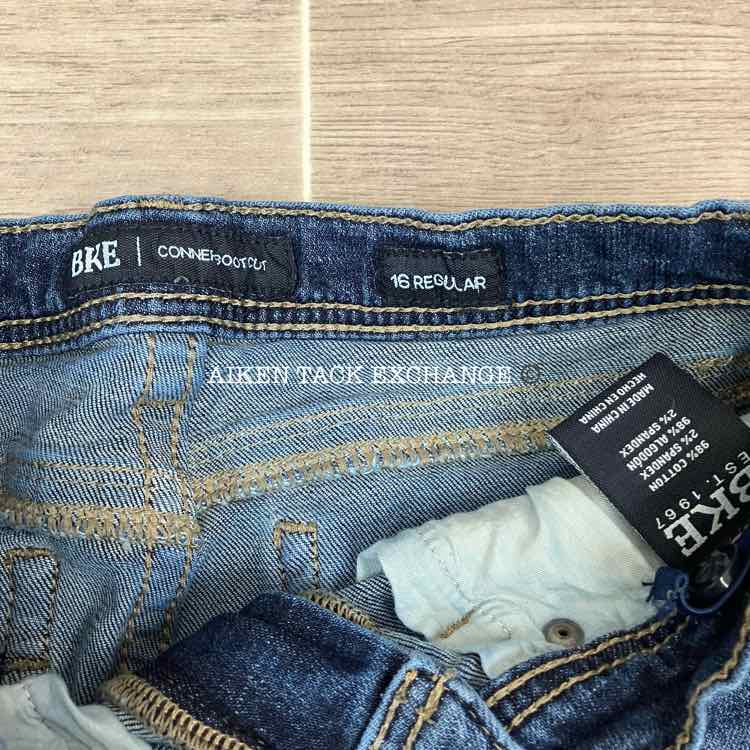 BKE | CONNER BOOTCUT
16 REGULAR
AIKEN TACK EXCHANGE ©
BKE
EST. 1967
98% COTTON
2% SPANDEX
98% ALGODÓN
2% SPANDEX
MADE IN CHINA
HECHO EN CHINA